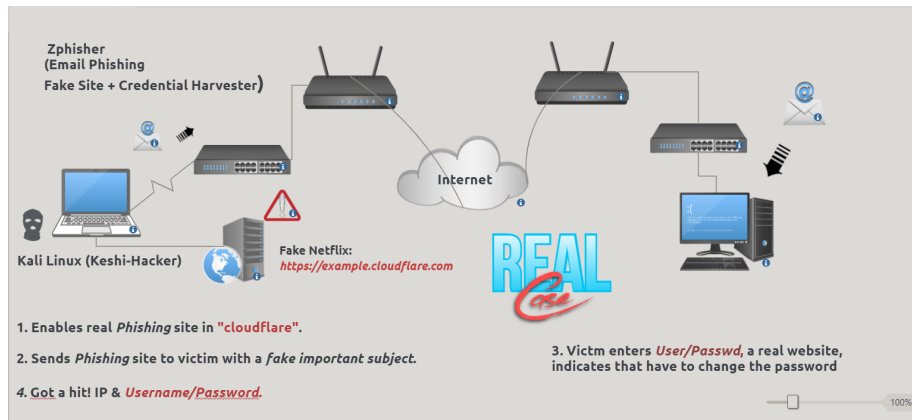 Zphisher
(Email Phishing
Fake Site + Credential Harvester)
Internet
Kali Linux (Keshi-Hacker)
Fake Netflix:
https://example.cloudflare.com
REAL
Case
1. Enables real Phishing site in "cloudflare".
2. Sends Phishing site to victim with a fake important subject.
4. Got a hit! IP & Username/Password.
3. Victm enters User/Passwd, a real website,
indicates that have to change the password
100%